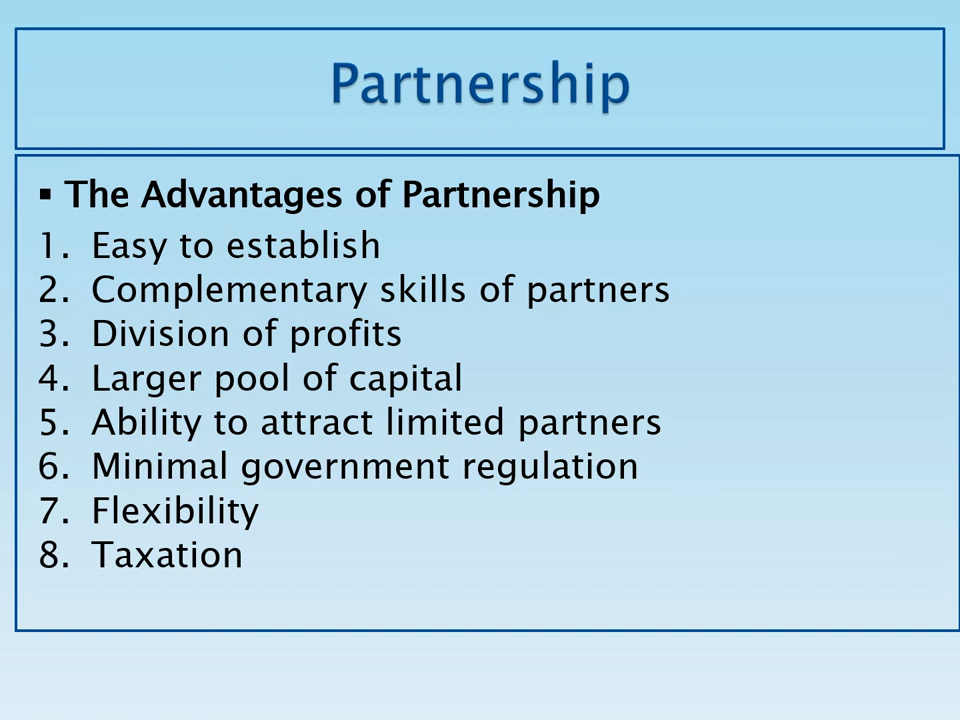 Partnership
▪ The Advantages of Partnership
1. Easy to establish
2. Complementary skills of partners
3. Division of profits
4. Larger pool of capital
5. Ability to attract limited partners
6. Minimal government regulation
7. Flexibility
8. Taxation